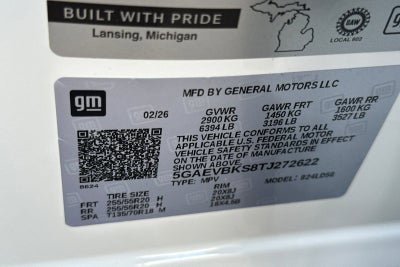 BUILT WITH PRIDE
Lansing, Michigan
UAW
LOCAL 602
gm
MFD BY GENERAL MOTORS LLC
02/26
GVWR GAWR FRT GAWR RR
2900 KG 1450 KG 1600 KG
6394 LB 3196 LB 3527 LB
THIS VEHICLE CONFORMS TO ALL
APPLICABLE U.S. FEDERAL MOTOR
VEHICLE SAFETY STANDARDS IN EFFECT
ON THE DATE OF MANUFACTURE
SHOWN ABOVE
5GAEVBKS8TJ272622
8624
TYPE: MPV MODEL: 824LD56
TIRE SIZE RIM
FRT 255/55R20 H 20X8J
RR 255/55R20 H 20X8J
SPA T135/70R18 M 18X4.5B